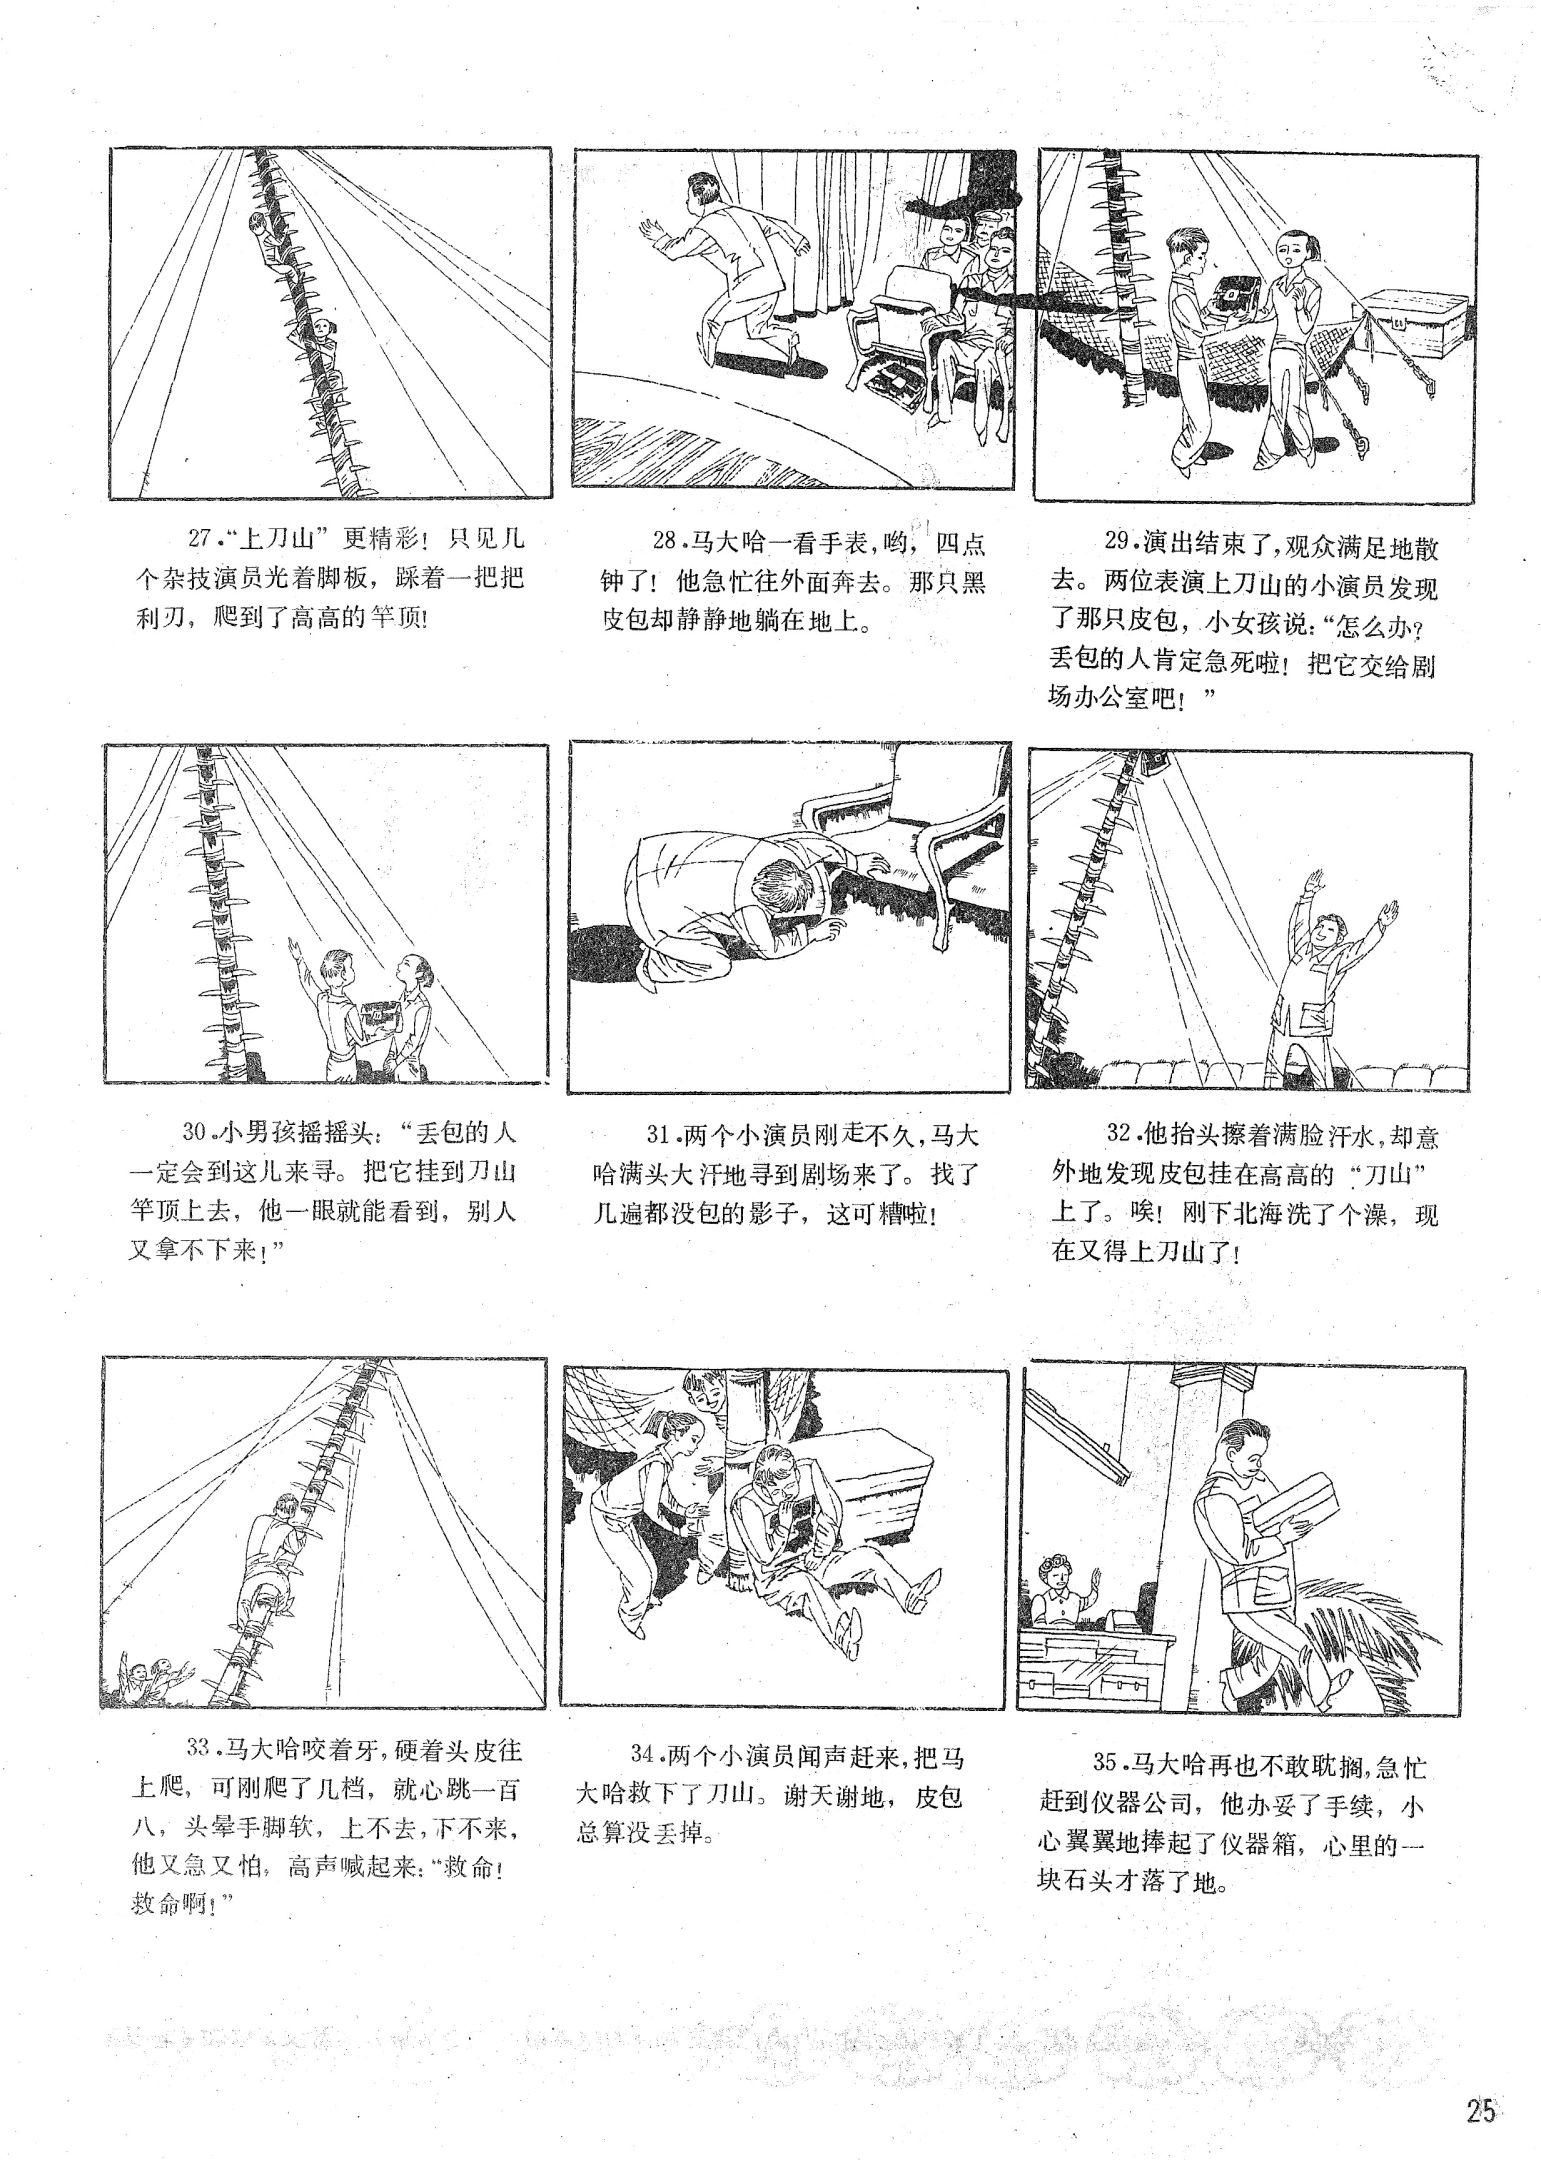 27.“上刀山”更精彩！只见几
个杂技演员光着脚板，踩着一把把
利刃，爬到了高高的竿顶！
28.马大哈一看手表，哟，四点
钟了！他急忙往外面奔去。那只黑
皮包却静静地躺在地上。
29.演出结束了，观众满足地散
去。两位表演上刀山的小演员发现
了那只皮包，小女孩说：“怎么办？
丢包的人肯定急死啦！把它交给剧
场办公室吧！”
30.小男孩摇摇头：“丢包的人
一定会到这儿来寻。把它挂到刀山
竿顶上去，他一眼就能看到，别人
又拿不下来！”
31.两个小演员刚走不久，马大
哈满头大汗地寻到剧场来了。找了
几遍都没包的影子，这可糟啦！
32.他抬头擦着满脸汗水，却意
外地发现皮包挂在高高的“刀山”
上了。唉！刚下北海洗了个澡，现
在又得上刀山了！
33.马大哈咬着牙，硬着头皮往
上爬，可刚爬了几档，就心跳一百
八，头晕手脚软，上不去，下不来，
他又急又怕，高声喊起来：“救命！
救命啊！”
34.两个小演员闻声赶来，把马
大哈救下了刀山。谢天谢地，皮包
总算没丢掉。
35.马大哈再也不敢耽搁，急忙
赶到仪器公司，他办妥了手续，小
心翼翼地捧起了仪器箱，心里的一
块石头才落了地。
25